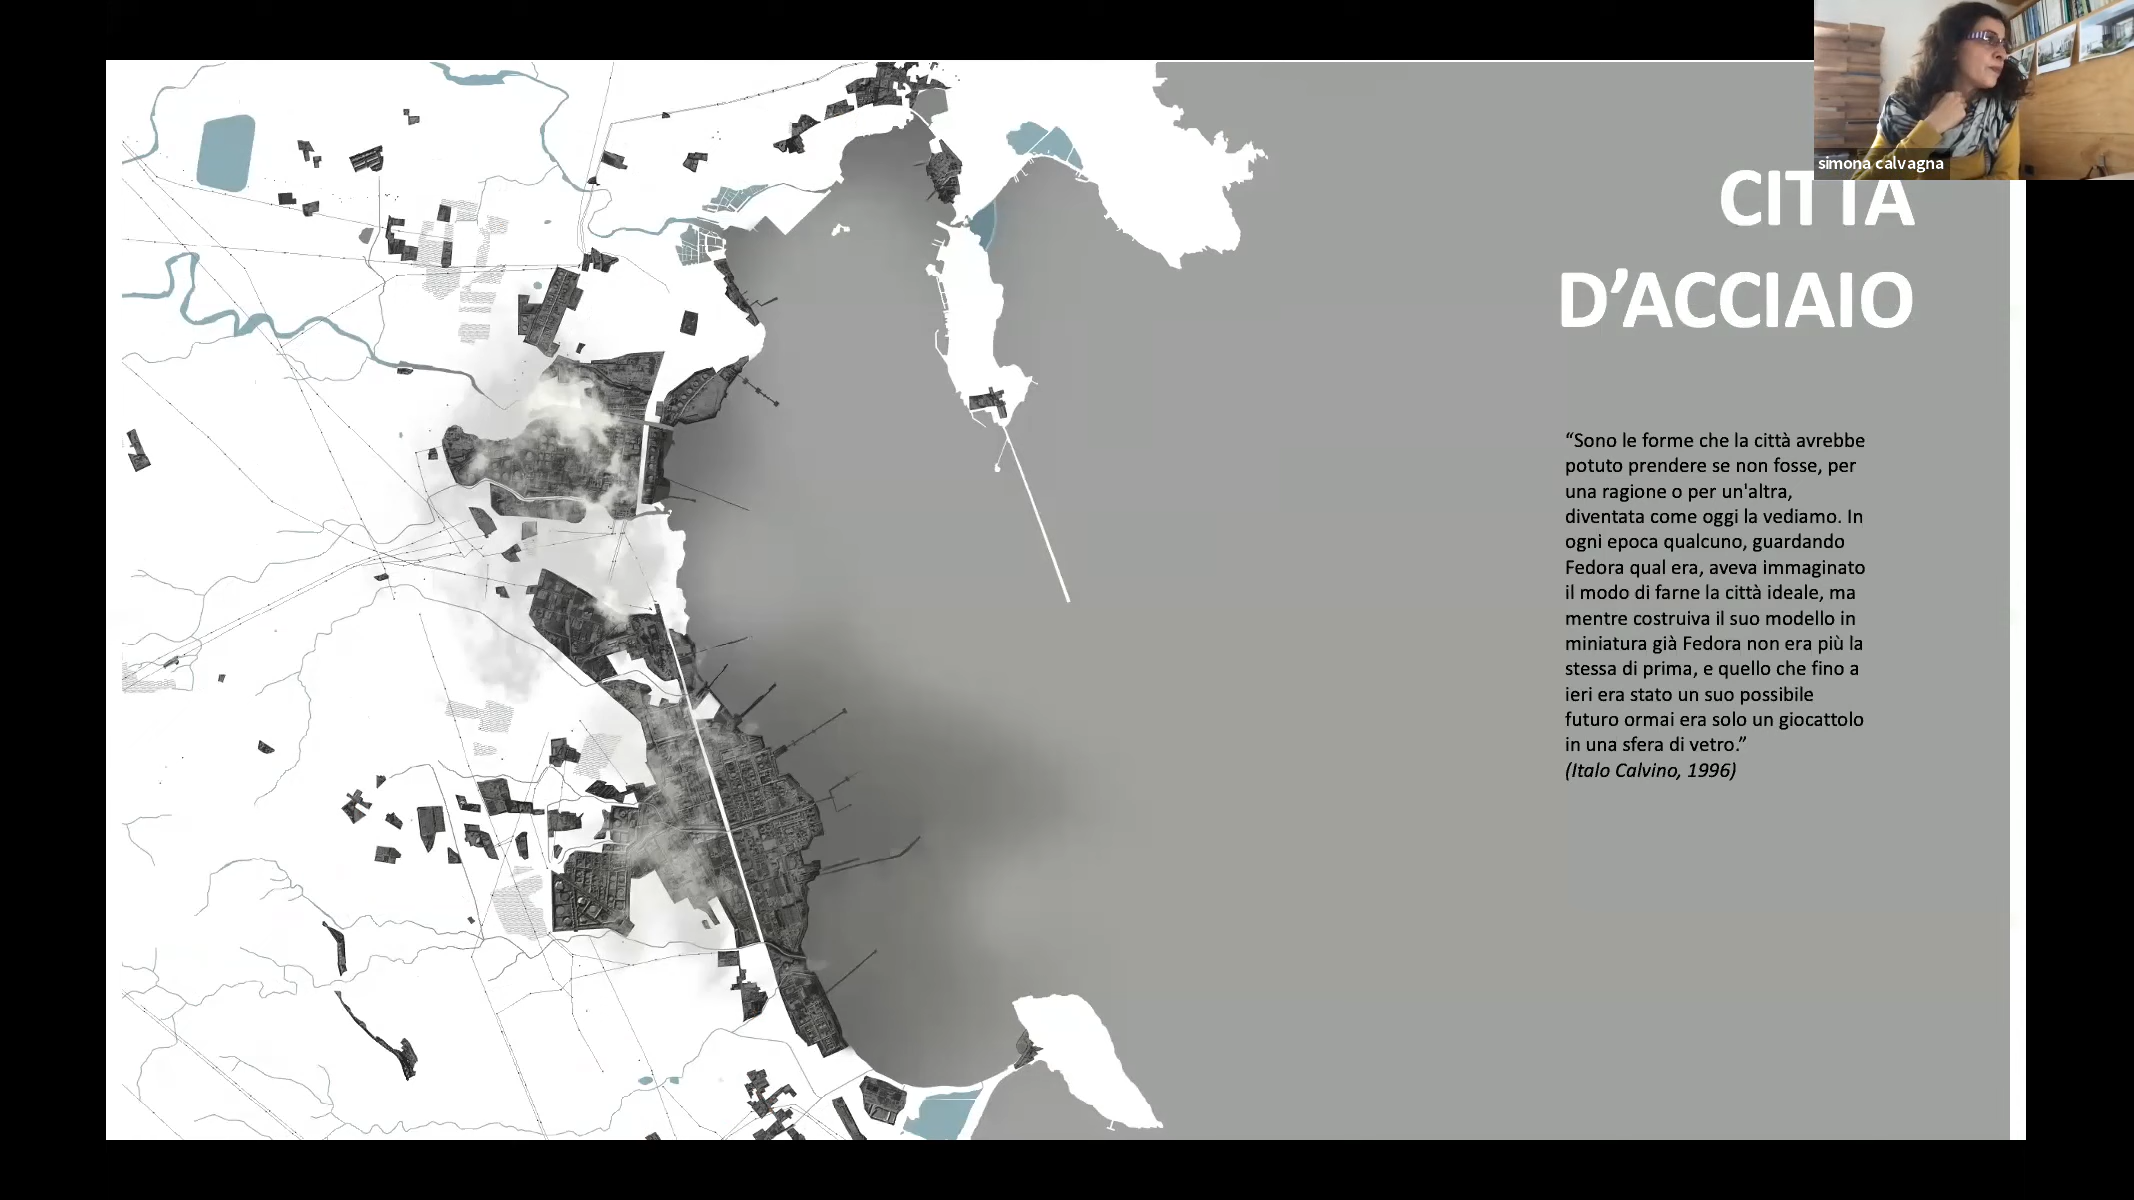 simona calvagna
CITTÀ
D’ACCIAIO
“Sono le forme che la città avrebbe
potuto prendere se non fosse, per
una ragione o per un'altra,
diventata come oggi la vediamo. In
ogni epoca qualcuno, guardando
Fedora qual era, aveva immaginato
il modo di farne la città ideale, ma
mentre costruiva il suo modello in
miniatura già Fedora non era più la
stessa di prima, e quello che fino a
ieri era stato un suo possibile
futuro ormai era solo un giocattolo
in una sfera di vetro.”
(Italo Calvino, 1996)